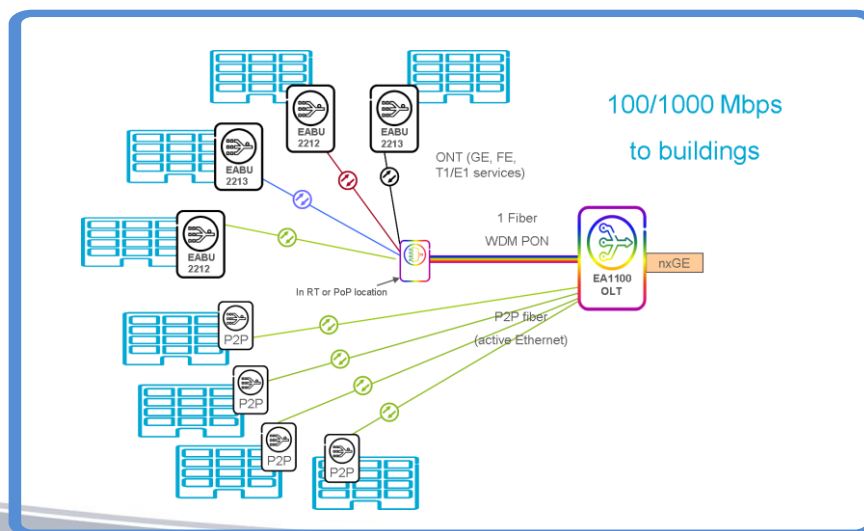 EABU
2212
EABU
2213
100/1000 Mbps
to buildings
EABU
2213
ONT (GE, FE,
T1/E1 services)
EABU
2212
1 Fiber
WDM PON
In RT or PoP location
EA1100
OLT
nxGE
P2P
P2P fiber
(active Ethernet)
P2P
P2P
P2P